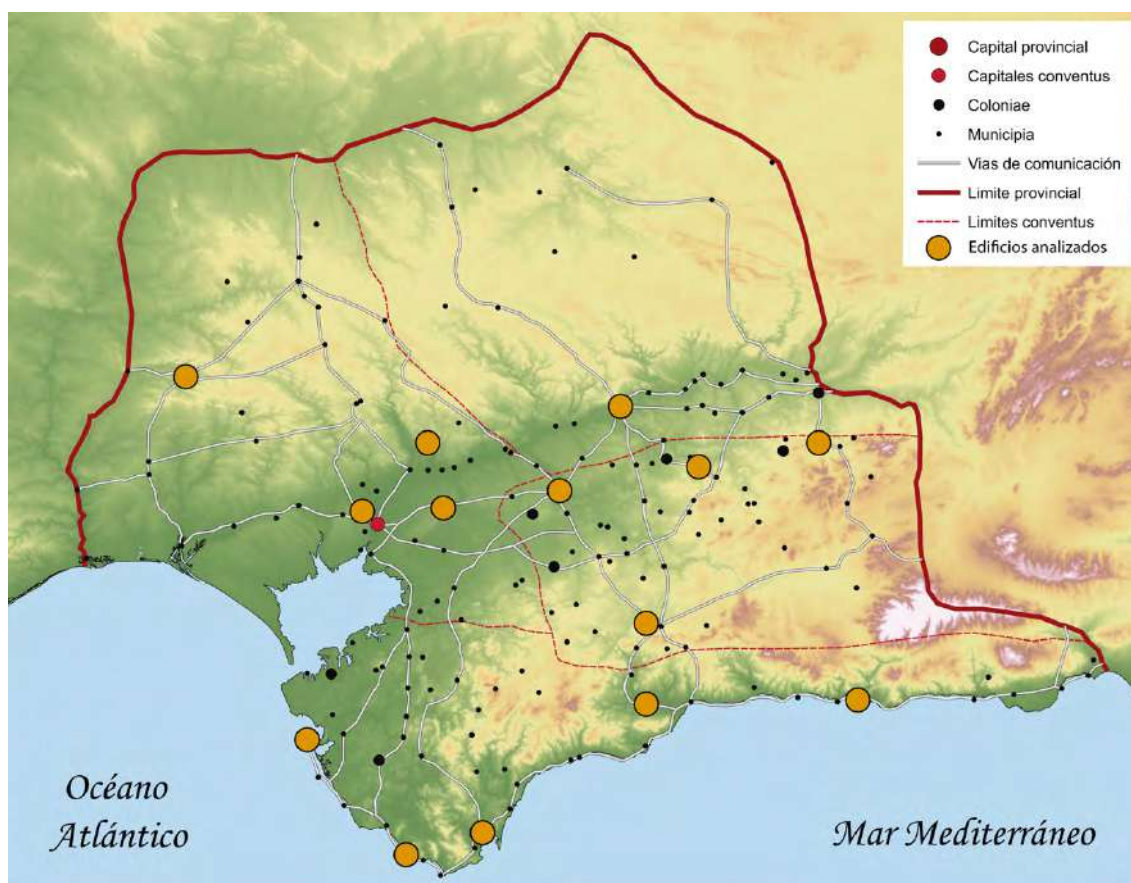 Capital provincial
Capitales conventus
Coloniae
Municipia
Vias de comunicación
Limite provincial
Limites conventus
Edificios analizados
Océano
Atlántico
Mar Mediterráneo